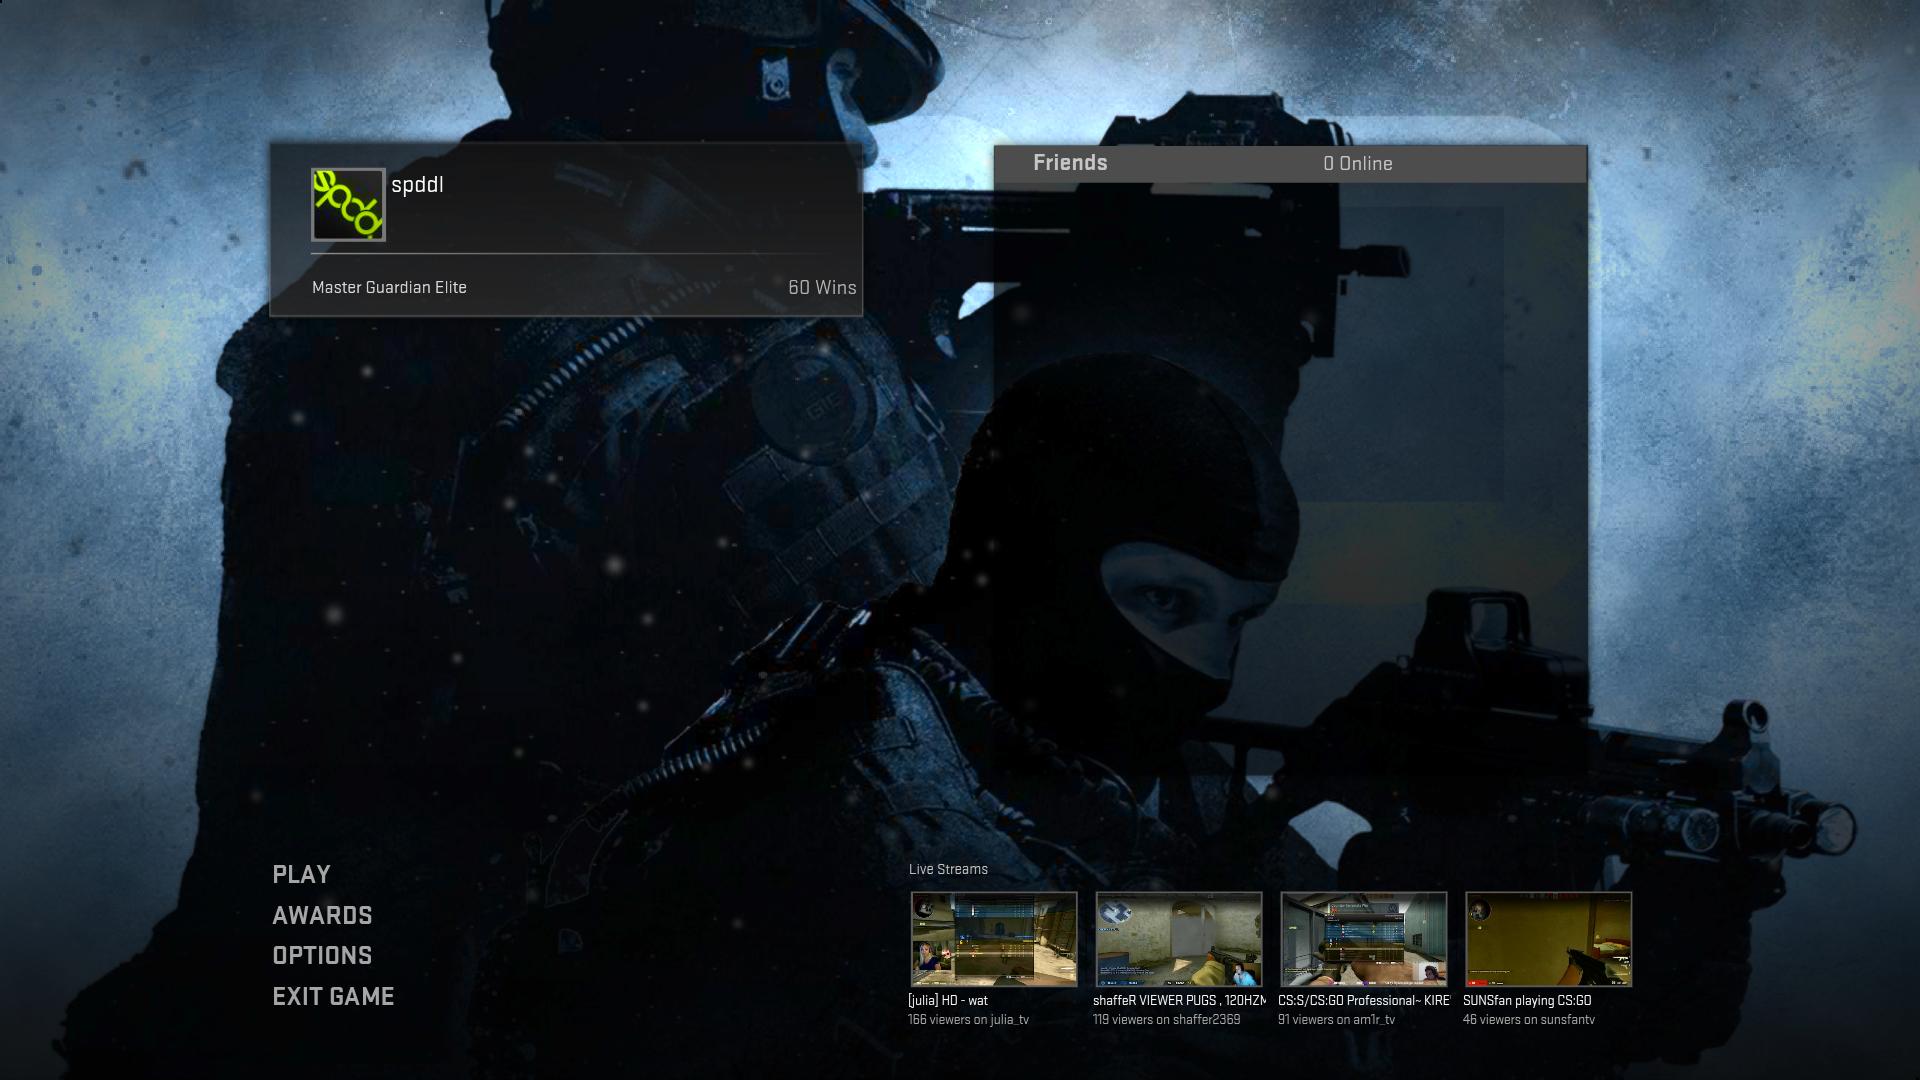 spddl
Master Guardian Elite
60 Wins
Friends
0 Online
PLAY
AWARDS
OPTIONS
EXIT GAME
Live Streams
[julia] HD - wat
166 viewers on julia_tv
shaffeR VIEWER PUGS , 120HZ
119 viewers on shaffer2369
CS:S/CS:GO Professional~ KIRE
91 viewers on am1r_tv
SUNSfan playing CS:GO
46 viewers on sunsfantv